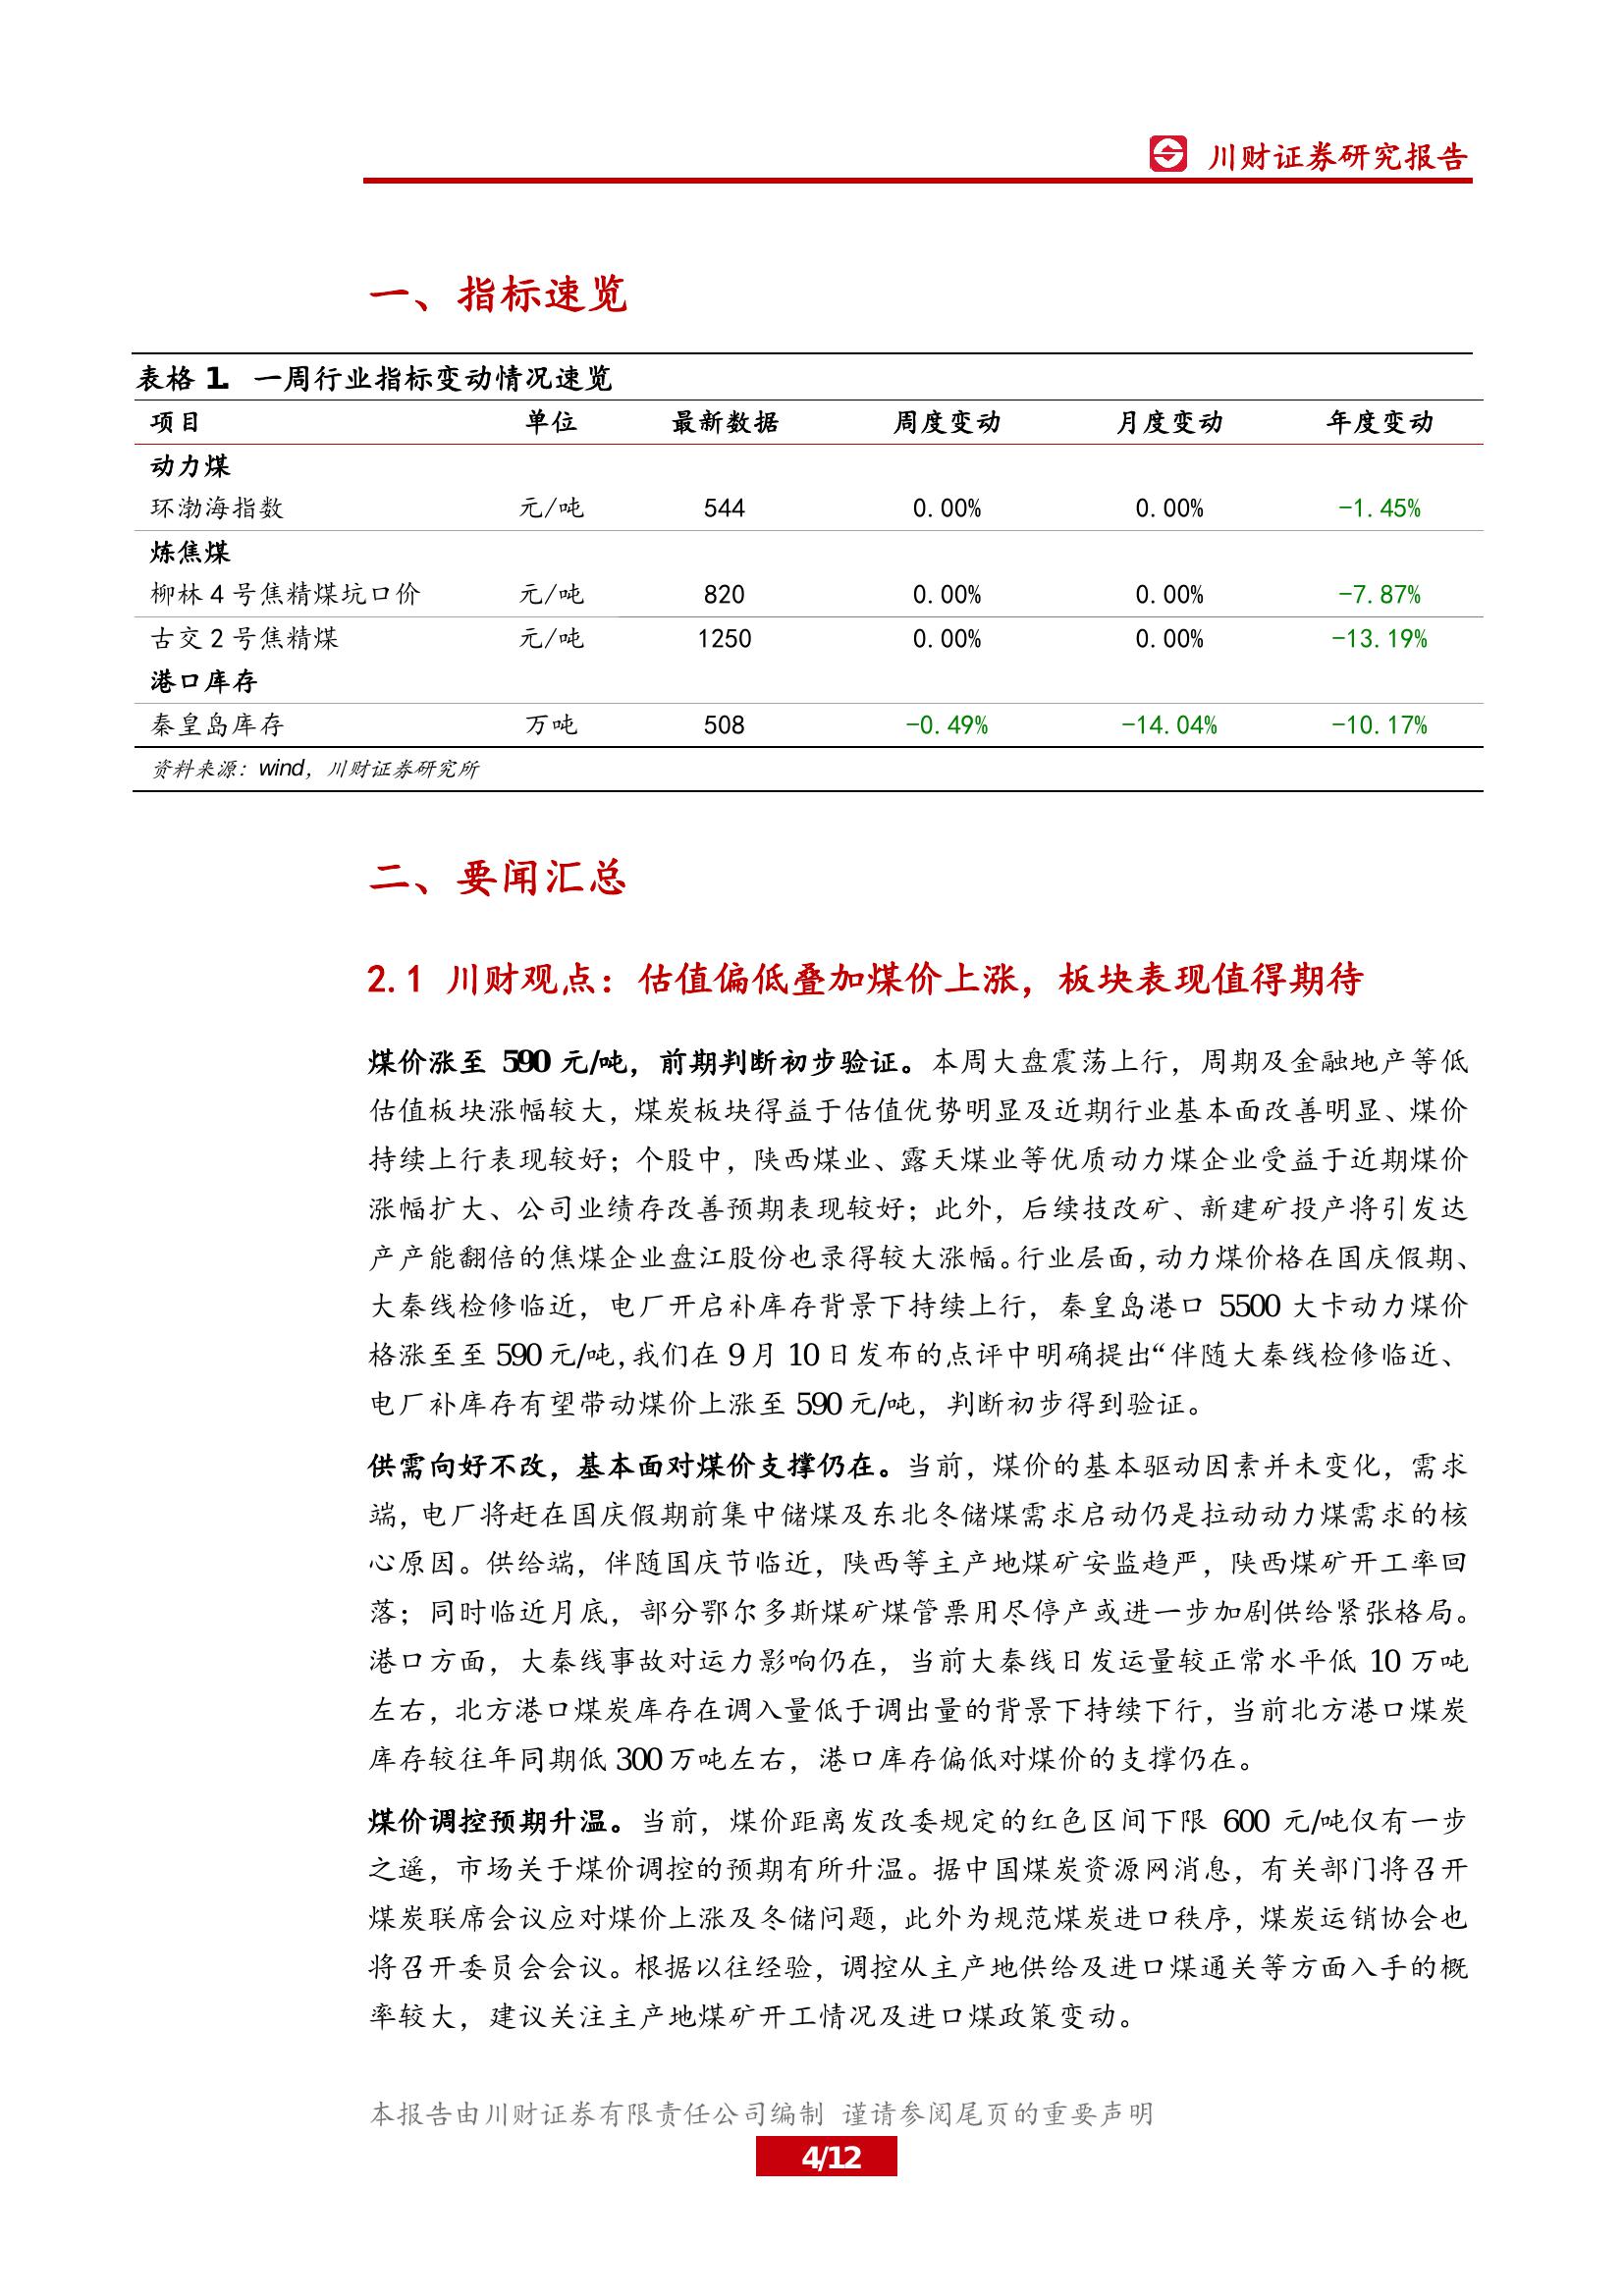 川财证券研究报告
一、指标速览
表格 1. 一周行业指标变动情况速览
项目 单位 最新数据 周度变动 月度变动 年度变动
动力煤
环渤海指数 元/吨 544 0.00% 0.00% -1.45%
炼焦煤
柳林 4 号焦精煤坑口价 元/吨 820 0.00% 0.00% -7.87%
古交 2 号焦精煤 元/吨 1250 0.00% 0.00% -13.19%
港口库存
秦皇岛库存 万吨 508 -0.49% -14.04% -10.17%
资料来源：wind，川财证券研究所
二、要闻汇总
2.1 川财观点：估值偏低叠加煤价上涨，板块表现值得期待
煤价涨至 590 元/吨，前期判断初步验证。本周大盘震荡上行，周期及金融地产等低
估值板块涨幅较大，煤炭板块得益于估值优势明显及近期行业基本面改善明显、煤价
持续上行表现较好；个股中，陕西煤业、露天煤业等优质动力煤企业受益于近期煤价
涨幅扩大、公司业绩存改善预期表现较好；此外，后续技改矿、新建矿投产将引发达
产产能翻倍的焦煤企业盘江股份也录得较大涨幅。行业层面，动力煤价格在国庆假期、
大秦线检修临近，电厂开启补库存背景下持续上行，秦皇岛港口 5500 大卡动力煤价
格涨至至 590 元/吨，我们在 9 月 10 日发布的点评中明确提出“伴随大秦线检修临近、
电厂补库存有望带动煤价上涨至 590 元/吨，判断初步得到验证。
供需向好不改，基本面对煤价支撑仍在。当前，煤价的基本驱动因素并未变化，需求
端，电厂将赶在国庆假期前集中储煤及东北冬储煤需求启动仍是拉动动力煤需求的核
心原因。供给端，伴随国庆节临近，陕西等主产地煤矿安监趋严，陕西煤矿开工率回
落；同时临近月底，部分鄂尔多斯煤矿煤管票用尽停产或进一步加剧供给紧张格局。
港口方面，大秦线事故对运力影响仍在，当前大秦线日发运量较正常水平低 10 万吨
左右，北方港口煤炭库存在调入量低于调出量的背景下持续下行，当前北方港口煤炭
库存较往年同期低 300 万吨左右，港口库存偏低对煤价的支撑仍在。
煤价调控预期升温。当前，煤价距离发改委规定的红色区间下限 600 元/吨仅有一步
之遥，市场关于煤价调控的预期有所升温。据中国煤炭资源网消息，有关部门将召开
煤炭联席会议应对煤价上涨及冬储问题，此外为规范煤炭进口秩序，煤炭运销协会也
将召开委员会会议。根据以往经验，调控从主产地供给及进口煤通关等方面入手的概
率较大，建议关注主产地煤矿开工情况及进口煤政策变动。
本报告由川财证券有限责任公司编制 谨请参阅尾页的重要声明
4/12